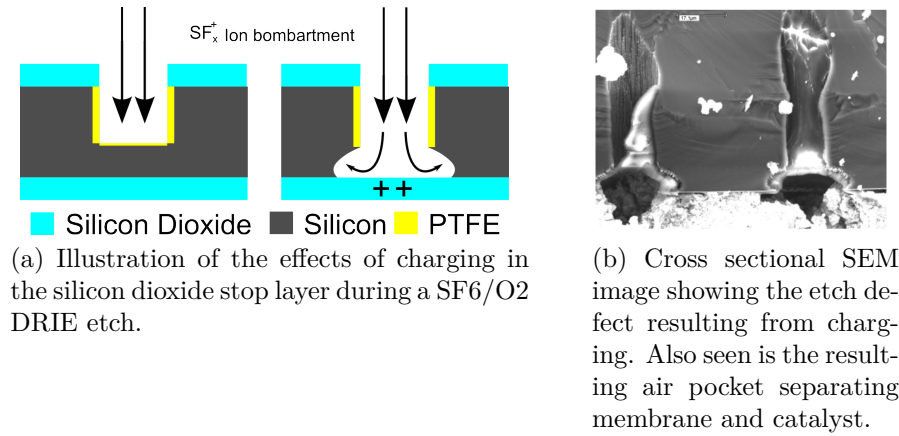 SF+x Ion bombartment
++
Silicon Dioxide Silicon PTFE
(a) Illustration of the effects of charging in
the silicon dioxide stop layer during a SF6/O2
DRIE etch.
17.1µm
(b) Cross sectional SEM
image showing the etch de-
fect resulting from charg-
ing. Also seen is the result-
ing air pocket separating
membrane and catalyst.